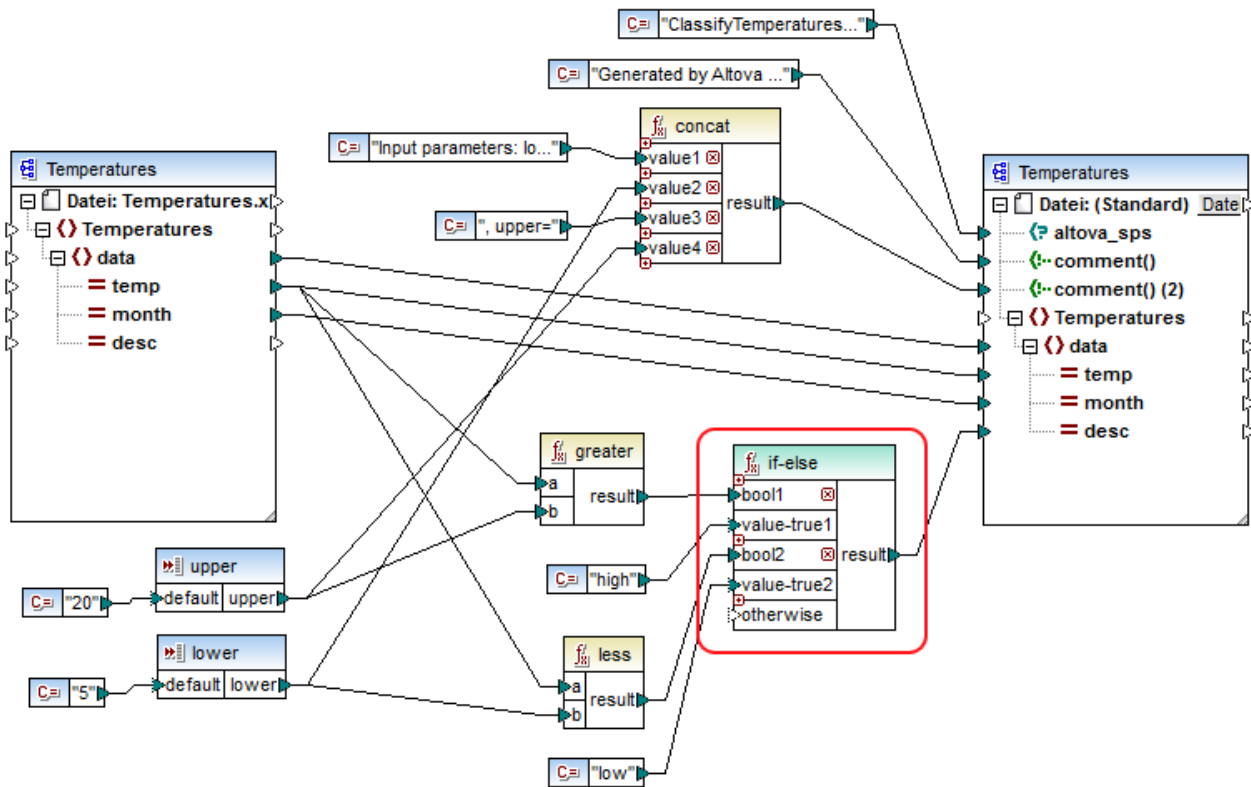 C= "ClassifyTemperatures..."
C= "Generated by Altova ..."
concat
C= "Input parameters: lo..."
value1
value2
value3
value4
result
C= ", upper="
Temperatures
Datei: Temperatures.x
Temperatures
data
temp
month
desc
Temperatures
Datei: (Standard) Date
altova_sps
comment()
comment() (2)
Temperatures
data
temp
month
desc
greater
a
b
result
if-else
bool1
value-true1
bool2
value-true2
otherwise
result
C= "high"
upper
C= "20"
default upper
lower
C= "5"
default lower
less
a
b
result
C= "low"